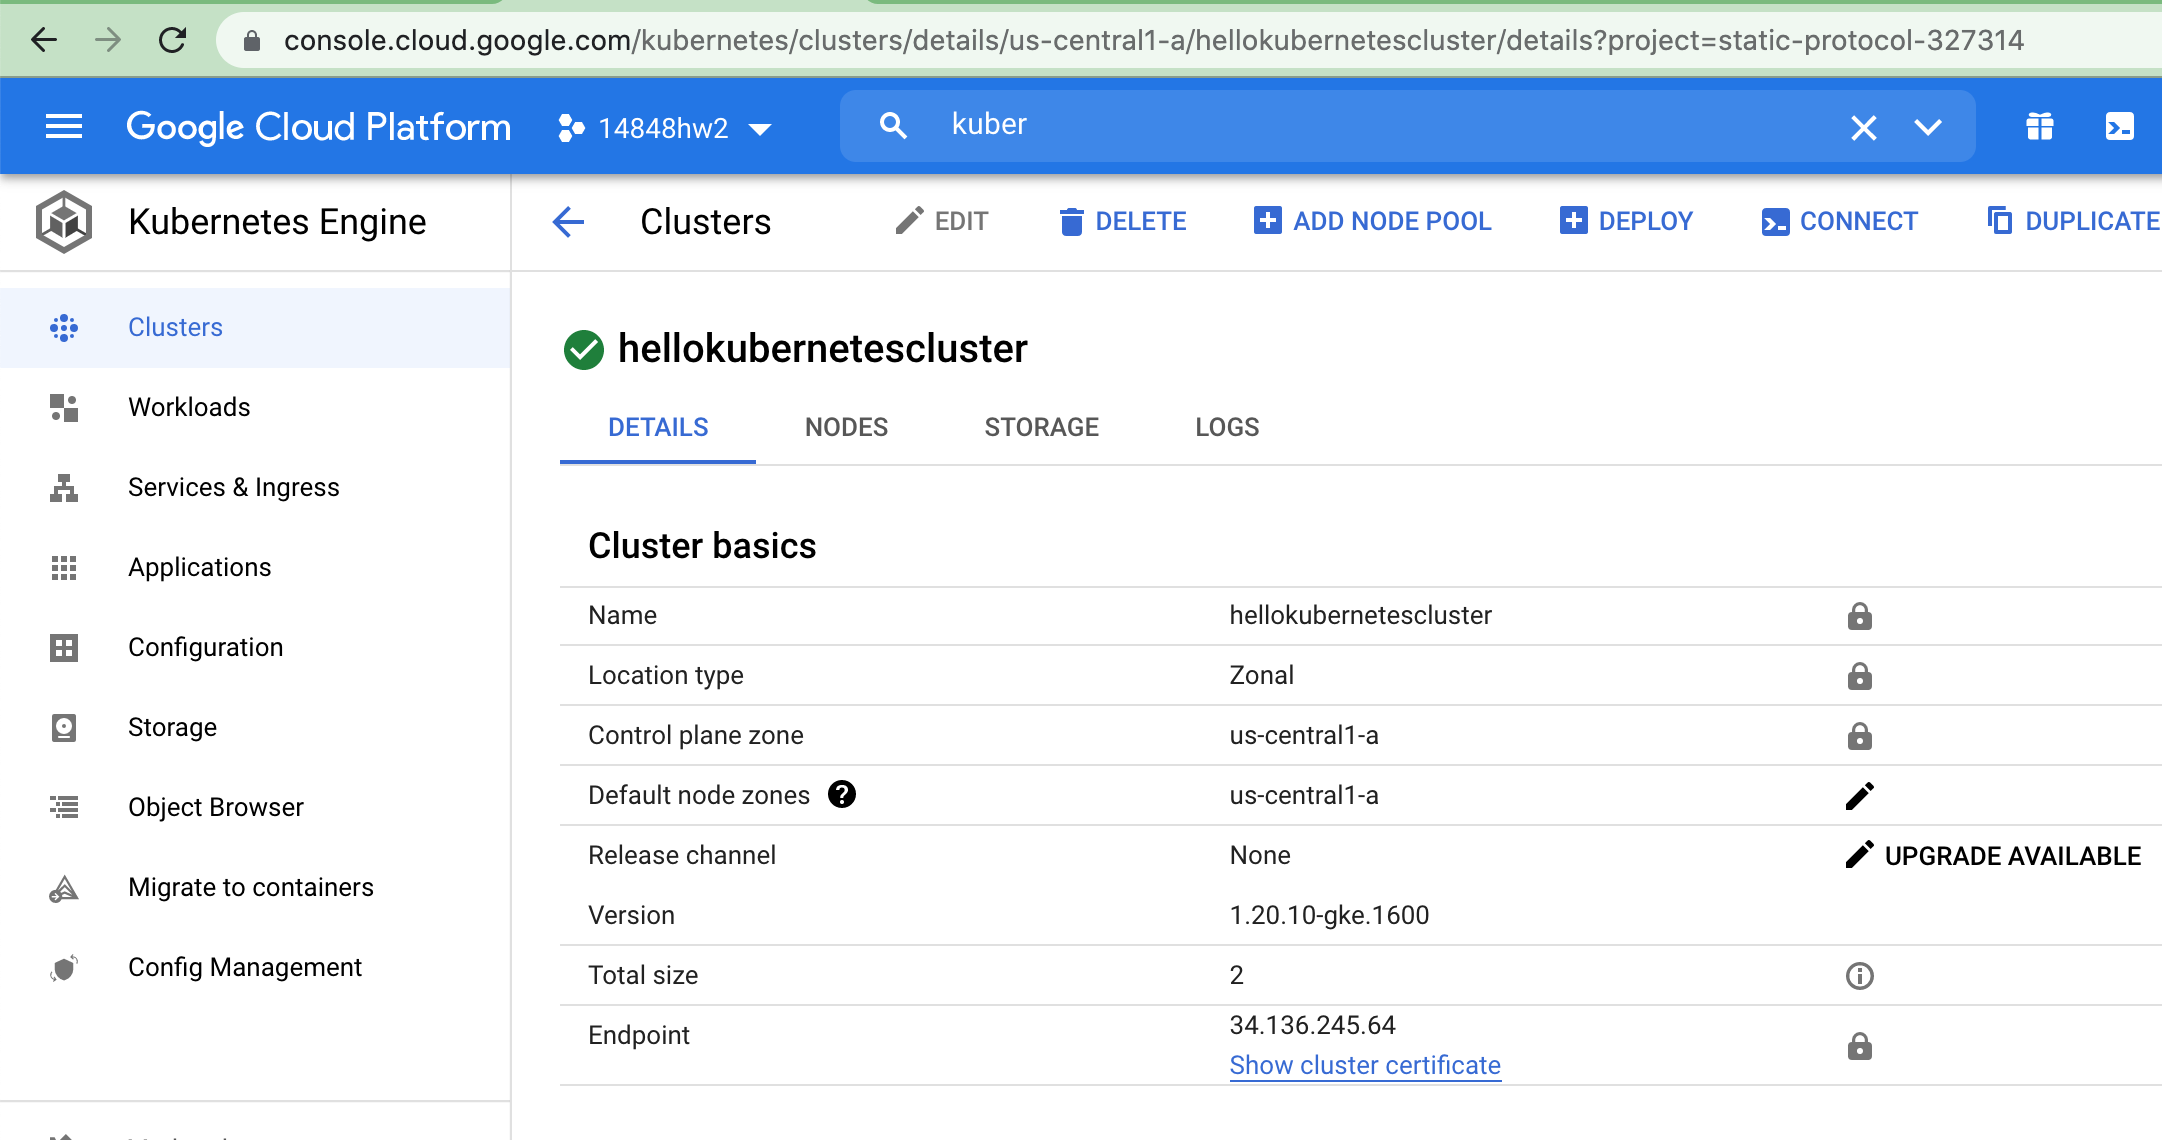 console.cloud.google.com/kubernetes/clusters/details/us-central1-a/hellokubernetescluster/details?project=static-protocol-327314
Google Cloud Platform
14848hw2
kuber
Kubernetes Engine
Clusters
EDIT
DELETE
ADD NODE POOL
DEPLOY
CONNECT
DUPLICATE
Clusters
Workloads
Services & Ingress
Applications
Configuration
Storage
Object Browser
Migrate to containers
Config Management
hellokubernetescluster
DETAILS
NODES
STORAGE
LOGS
Cluster basics
Name hellokubernetescluster
Location type Zonal
Control plane zone us-central1-a
Default node zones us-central1-a
Release channel None UPGRADE AVAILABLE
Version 1.20.10-gke.1600
Total size 2
Endpoint 34.136.245.64
Show cluster certificate